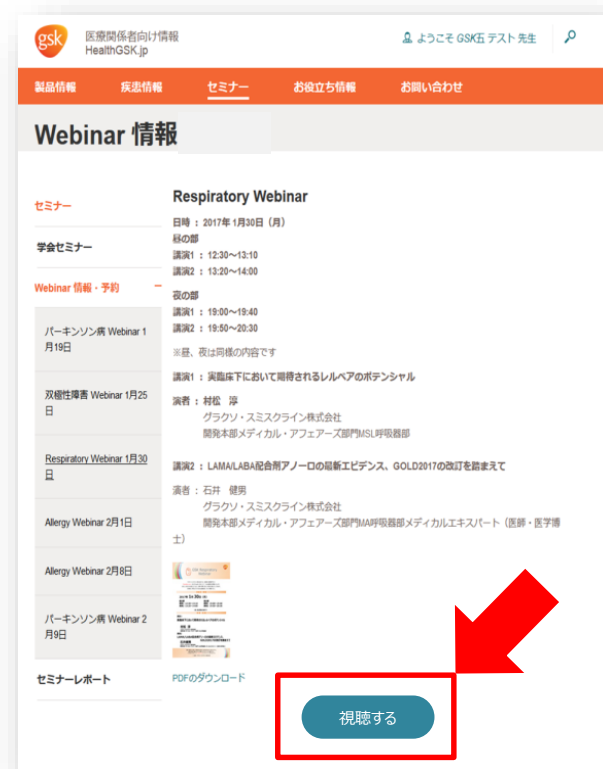 gsk
医療関係者向け情報
HealthGSK.jp
ようこそ GSK五 テスト 先生
製品情報
疾患情報
セミナー
お役立ち情報
お問い合わせ
Webinar 情報
セミナー
学会セミナー
Webinar 情報・予約
パーキンソン病 Webinar 1
月19日
双極性障害 Webinar 1月25
日
Respiratory Webinar 1月30
日
Allergy Webinar 2月1日
Allergy Webinar 2月8日
パーキンソン病 Webinar 2
月9日
セミナーレポート
Respiratory Webinar
日時 : 2017年 1月30日 (月)
昼の部
講演1 : 12:30～13:10
講演2 : 13:20～14:00
夜の部
講演1 : 19:00～19:40
講演2 : 19:50～20:30
※昼、夜は同様の内容です
講演1 : 実臨床下において期待されるレルベアのポテンシャル
演者 : 村松 淳
グラクソ・スミスクライン株式会社
開発本部メディカル・アフェアーズ部門MSL呼吸器部
講演2 : LAMA/LABA配合剤アノーロの最新エビデンス、GOLD2017の改訂を踏まえて
演者 : 石井 健男
グラクソ・スミスクライン株式会社
開発本部メディカル・アフェアーズ部門MA呼吸器部メディカルエキスパート（医師・医学博
士）
PDFのダウンロード
視聴する